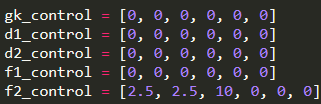 gk_control = [0, 0, 0, 0, 0, 0]
d1_control = [0, 0, 0, 0, 0, 0]
d2_control = [0, 0, 0, 0, 0, 0]
f1_control = [0, 0, 0, 0, 0, 0]
f2_control = [2.5, 2.5, 10, 0, 0, 0]